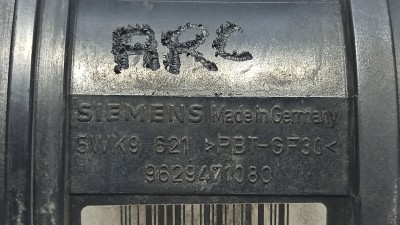 ARC
SIEMENS Made in Germany
5WK9 621 >PBT-GF30<
9629471080